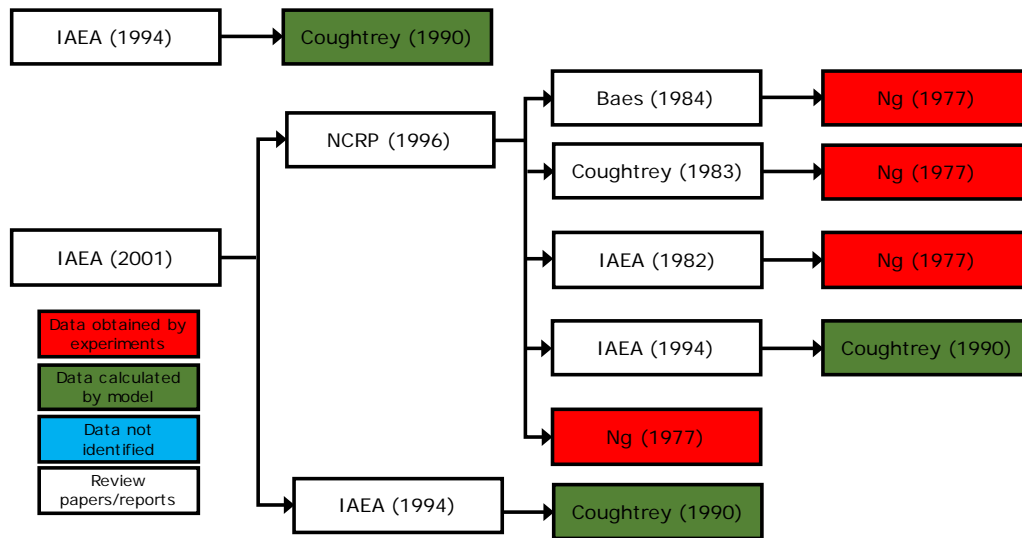 IAEA (1994)
Coughtrey (1990)
Baes (1984)
Ng (1977)
NCRP (1996)
Coughtrey (1983)
Ng (1977)
IAEA (2001)
IAEA (1982)
Ng (1977)
Data obtained by
experiments
IAEA (1994)
Coughtrey (1990)
Data calculated
by model
Data not
identified
Ng (1977)
Review
papers/reports
IAEA (1994)
Coughtrey (1990)